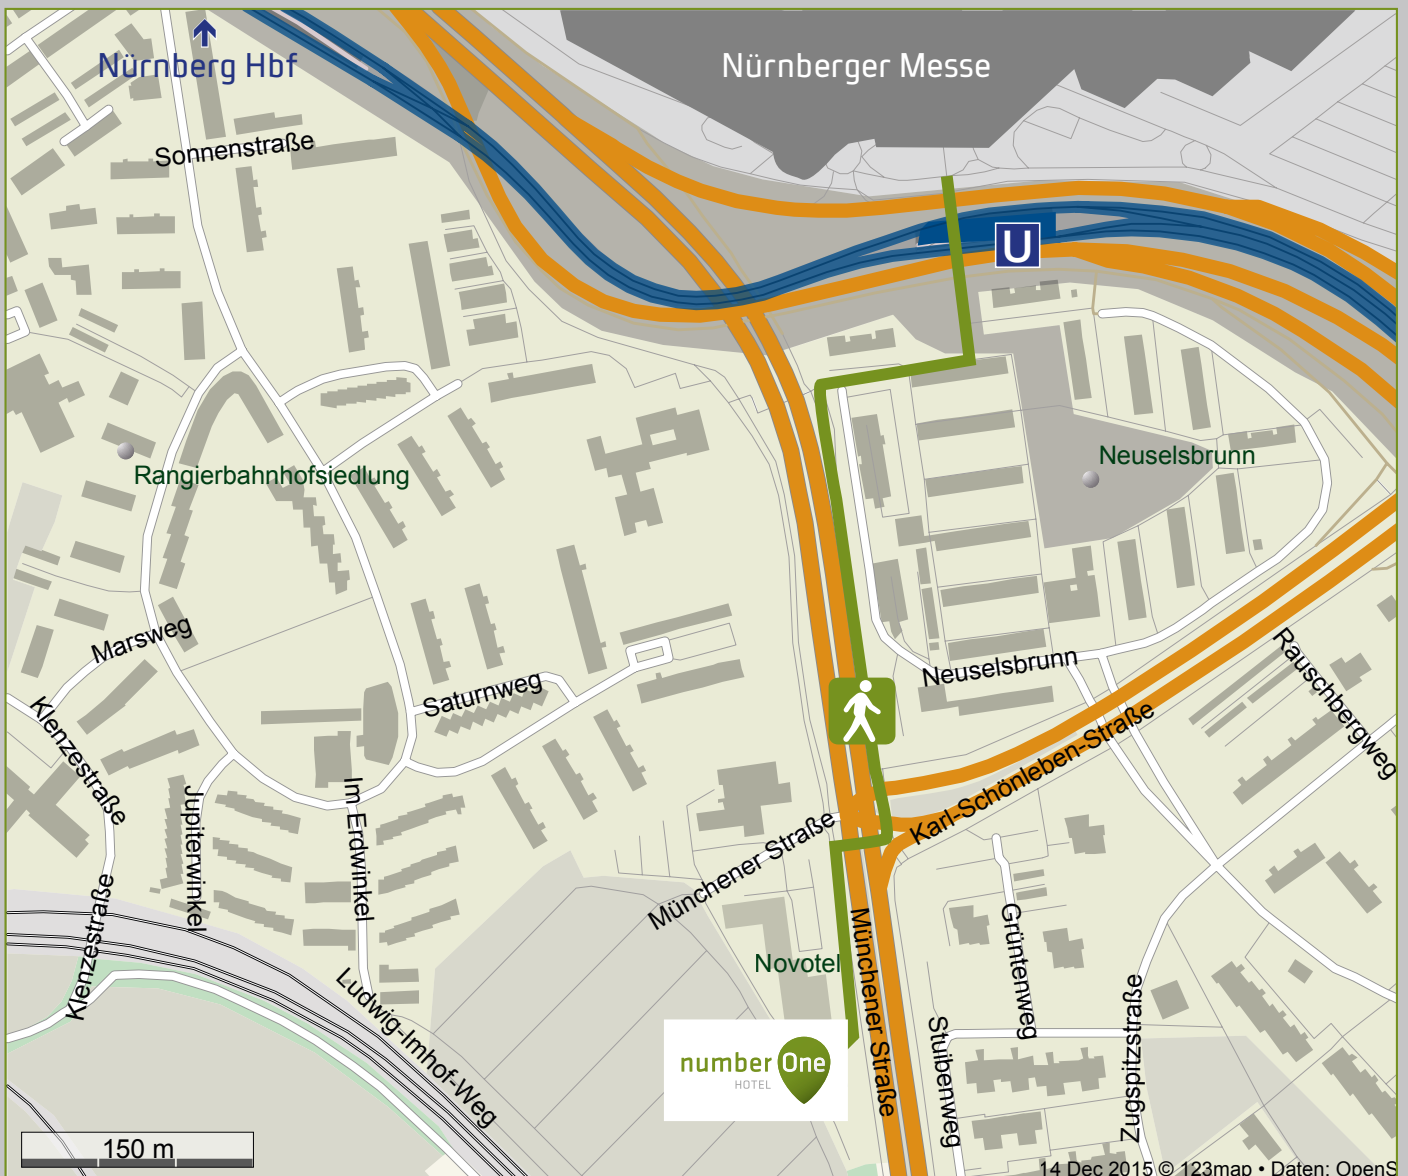 Nürnberg Hbf
Nürnberger Messe
Sonnenstraße
U
Rangierbahnhofsiedlung
Neuselsbrunn
Marsweg
Saturnweg
Neuselsbrunn
Rauschbergweg
Klenzestraße
Karl-Schönleben-Straße
Jupiterwinkel
Im Erdwinkel
Münchener Straße
Klenzestraße
Grüntenweg
Novotel
Münchener Straße
Ludwig-Imhof-Weg
Zugspitzstraße
Stuibenweg
number One
HOTEL
150 m
14 Dec 2015 © 123map • Daten: OpenS